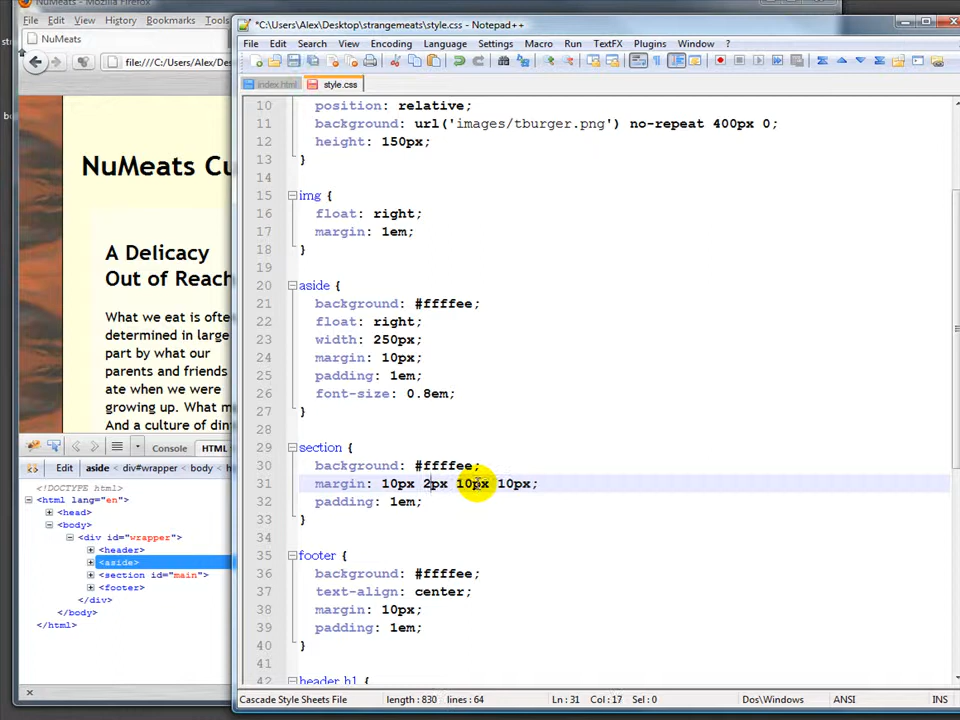 NuMeats - Mozilla Firefox
File Edit View History Bookmarks Tools
NuMeats
file:///C:/Users/Alex/Des
NuMeats Cu
A Delicacy
Out of Reach
What we eat is ofte
determined in large
part by what our
parents and friends
ate when we were
growing up. What m
And a culture of din
Console HTML
Edit aside < div#wrapper < body < h
<!DOCTYPE html>
<html lang="en">
<head>
<body>
<div id="wrapper">
<header>
<aside>
<section id="main">
<footer>
</div>
</body>
</html>
*C:\Users\Alex\Desktop\strangemeats\style.css - Notepad++
File Edit Search View Encoding Language Settings Macro Run TextFX Plugins Window ?
index.html style.css
10 position: relative;
11 background: url('images/tburger.png') no-repeat 400px 0;
12 height: 150px;
13 }
14
15 img {
16 float: right;
17 margin: 1em;
18 }
19
20 aside {
21 background: #ffffee;
22 float: right;
23 width: 250px;
24 margin: 10px;
25 padding: 1em;
26 font-size: 0.8em;
27 }
28
29 section {
30 background: #ffffee;
31 margin: 10px 2px 10px 10px;
32 padding: 1em;
33 }
34
35 footer {
36 background: #ffffee;
37 text-align: center;
38 margin: 10px;
39 padding: 1em;
40 }
41
header h1 {
Cascade Style Sheets File length : 830 lines : 64 Ln : 31 Col : 17 Sel : 0 Dos\Windows ANSI INS